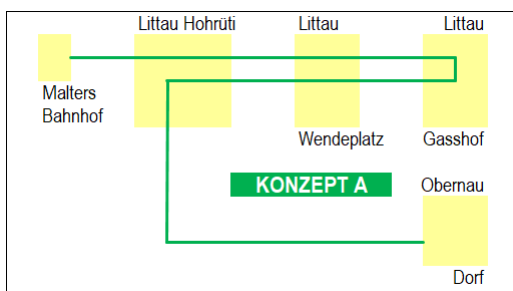 Littau Hohrüti
Littau
Littau
Malters
Bahnhof
Wendeplatz
Gasshof
KONZEPT A
Obernau
Dorf